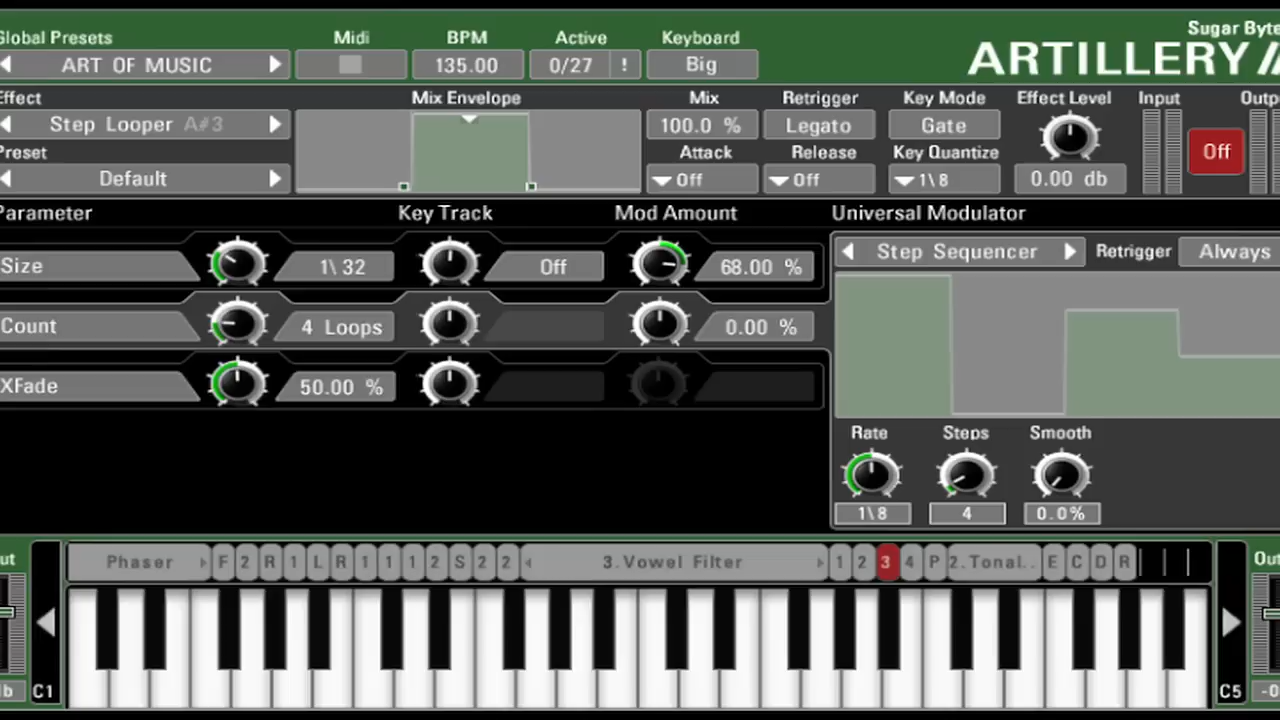 Global Presets Midi BPM Active Keyboard Sugar Byte
ART OF MUSIC 135.00 0/27 ! Big ARTILLERY //
Effect Mix Envelope Mix Retrigger Key Mode Effect Level Input Outp
Step Looper A#3 100.0 % Legato Gate Off
Preset Attack Release Key Quantize
Default Off Off 1\8 0.00 db
Parameter Key Track Mod Amount Universal Modulator
Size 1\ 32 Off 68.00 % Step Sequencer Retrigger Always
Count 4 Loops 0.00 %
XFade 50.00 %
Rate Steps Smooth
1\8 4 0.0%
ut Phaser F 2 R 1 L R 1 1 1 2 S 2 2 3.Vowel Filter 1 2 3 4 P 2.Tonal.. E C D R Ou
lb C1 C5 -0